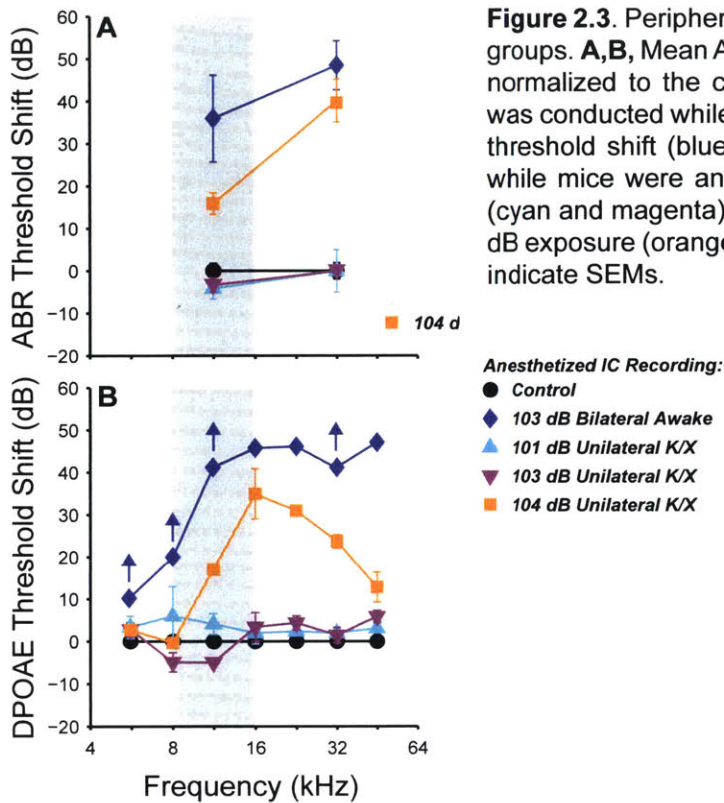 A
ABR Threshold Shift (dB)
60
50
40
30
20
10
0
−10
−20
104 d
B
DPOAE Threshold Shift (dB)
60
50
40
30
20
10
0
−10
−20
4
8
16
32
64
Frequency (kHz)
Figure 2.3. Peripher
groups. A,B, Mean A
normalized to the c
was conducted while
threshold shift (blue
while mice were an
(cyan and magenta)
dB exposure (orange
indicate SEMs.
Anesthetized IC Recording:
Control
103 dB Bilateral Awake
101 dB Unilateral K/X
103 dB Unilateral K/X
104 dB Unilateral K/X